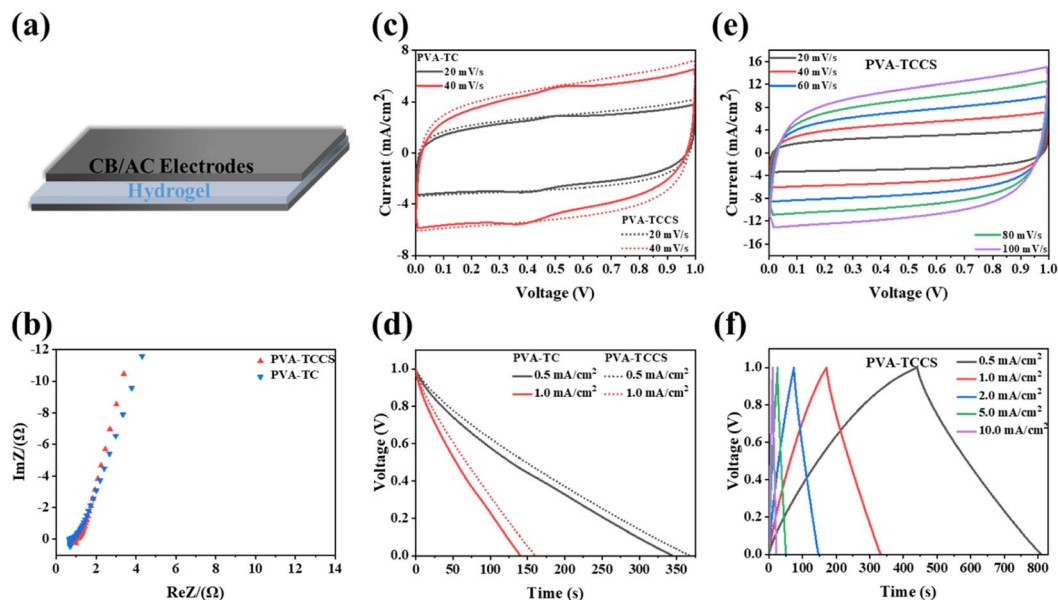 (a)
CB/AC Electrodes
Hydrogel
(b)
-12
-10
-8
-6
-4
-2
0
ImZ/(Ω)
PVA-TCCS
PVA-TC
0 2 4 6 8 10 12 14
ReZ/(Ω)
(c)
8
4
0
-4
-8
Current (mA/cm²)
PVA-TC
20 mV/s
40 mV/s
PVA-TCCS
20 mV/s
40 mV/s
0.0 0.1 0.2 0.3 0.4 0.5 0.6 0.7 0.8 0.9 1.0
Voltage (V)
(d)
1.0
0.8
0.6
0.4
0.2
0.0
Voltage (V)
PVA-TC
0.5 mA/cm²
1.0 mA/cm²
PVA-TCCS
0.5 mA/cm²
1.0 mA/cm²
0 50 100 150 200 250 300 350
Time (s)
(e)
16
12
8
4
0
-4
-8
-12
-16
Current (mA/cm²)
20 mV/s
40 mV/s
60 mV/s
PVA-TCCS
80 mV/s
100 mV/s
0.0 0.1 0.2 0.3 0.4 0.5 0.6 0.7 0.8 0.9 1.0
Voltage (V)
(f)
1.0
0.8
0.6
0.4
0.2
0.0
Voltage (V)
PVA-TCCS
0.5 mA/cm²
1.0 mA/cm²
2.0 mA/cm²
5.0 mA/cm²
10.0 mA/cm²
0 100 200 300 400 500 600 700 800
Time (s)